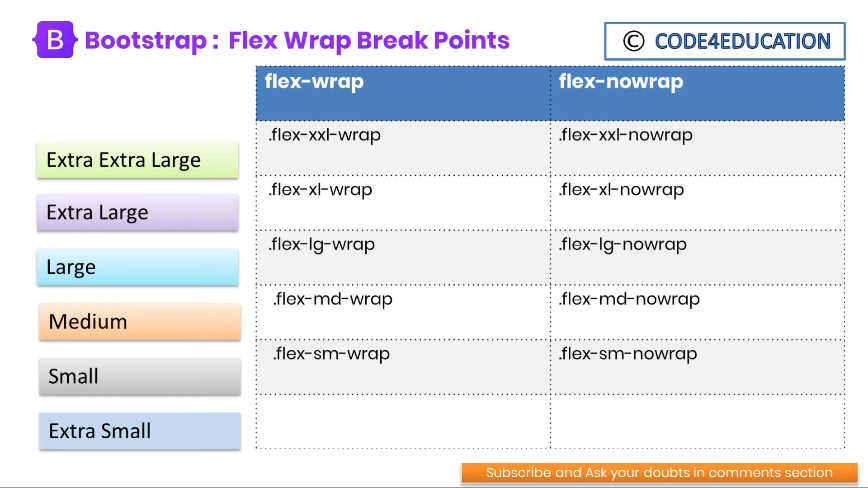 B Bootstrap : Flex Wrap Break Points
© CODE4EDUCATION
flex-wrap flex-nowrap
Extra Extra Large .flex-xxl-wrap .flex-xxl-nowrap
Extra Large .flex-xl-wrap .flex-xl-nowrap
Large .flex-lg-wrap .flex-lg-nowrap
Medium .flex-md-wrap .flex-md-nowrap
Small .flex-sm-wrap .flex-sm-nowrap
Extra Small
Subscribe and Ask your doubts in comments section